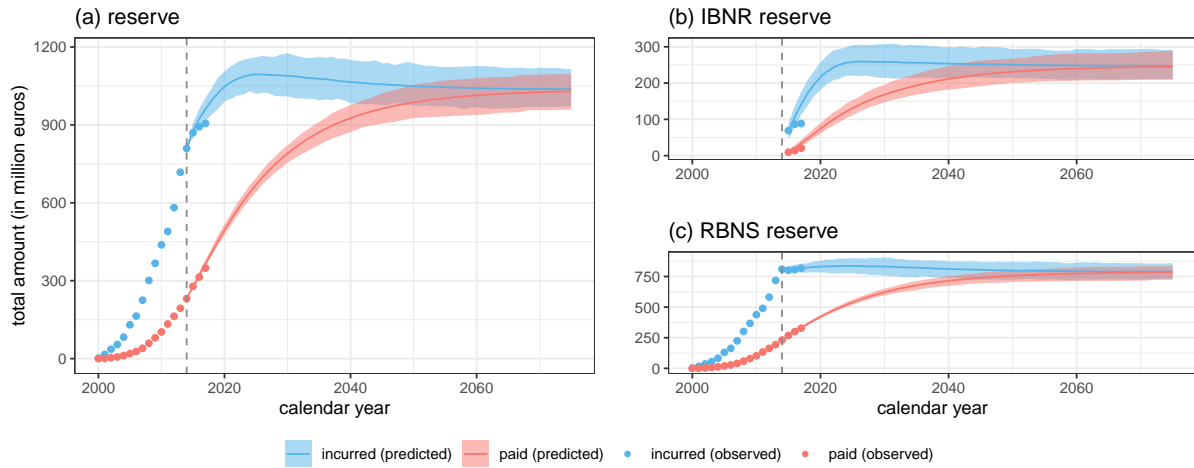 (a) reserve
total amount (in million euros)
1200
900
600
300
0
2000
2020
2040
2060
calendar year
(b) IBNR reserve
300
200
100
0
2000
2020
2040
2060
(c) RBNS reserve
750
500
250
0
2000
2020
2040
2060
calendar year
incurred (predicted)
paid (predicted)
incurred (observed)
paid (observed)